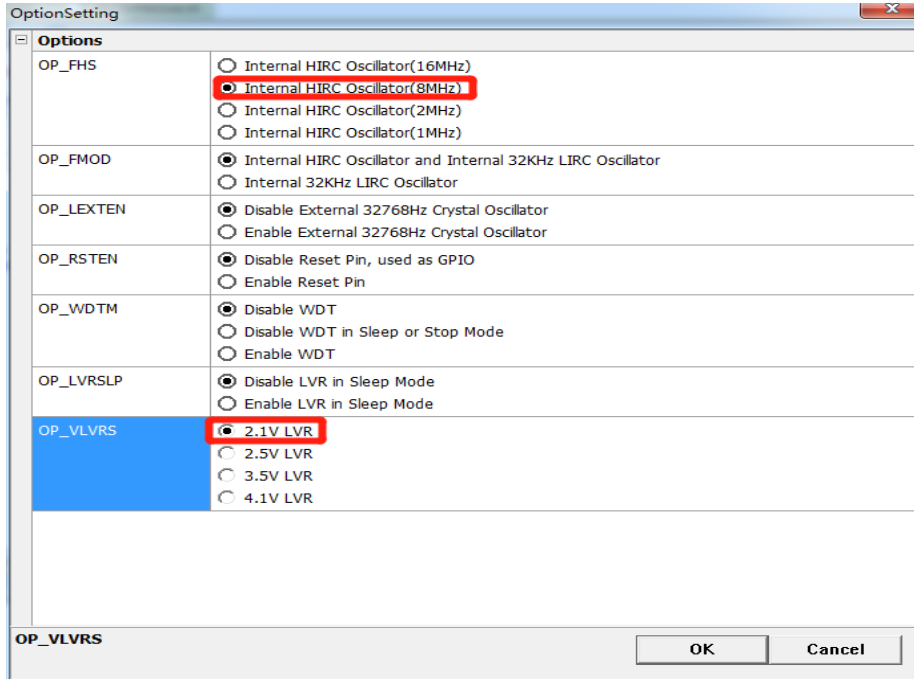 OptionSetting
Options
OP_FHS
Internal HIRC Oscillator(16MHz)
Internal HIRC Oscillator(8MHz)
Internal HIRC Oscillator(2MHz)
Internal HIRC Oscillator(1MHz)
OP_FMOD
Internal HIRC Oscillator and Internal 32KHz LIRC Oscillator
Internal 32KHz LIRC Oscillator
OP_LEXTEN
Disable External 32768Hz Crystal Oscillator
Enable External 32768Hz Crystal Oscillator
OP_RSTEN
Disable Reset Pin, used as GPIO
Enable Reset Pin
OP_WDTM
Disable WDT
Disable WDT in Sleep or Stop Mode
Enable WDT
OP_LVRSLP
Disable LVR in Sleep Mode
Enable LVR in Sleep Mode
OP_VLVRS
2.1V LVR
2.5V LVR
3.5V LVR
4.1V LVR
OP_VLVRS
OK
Cancel